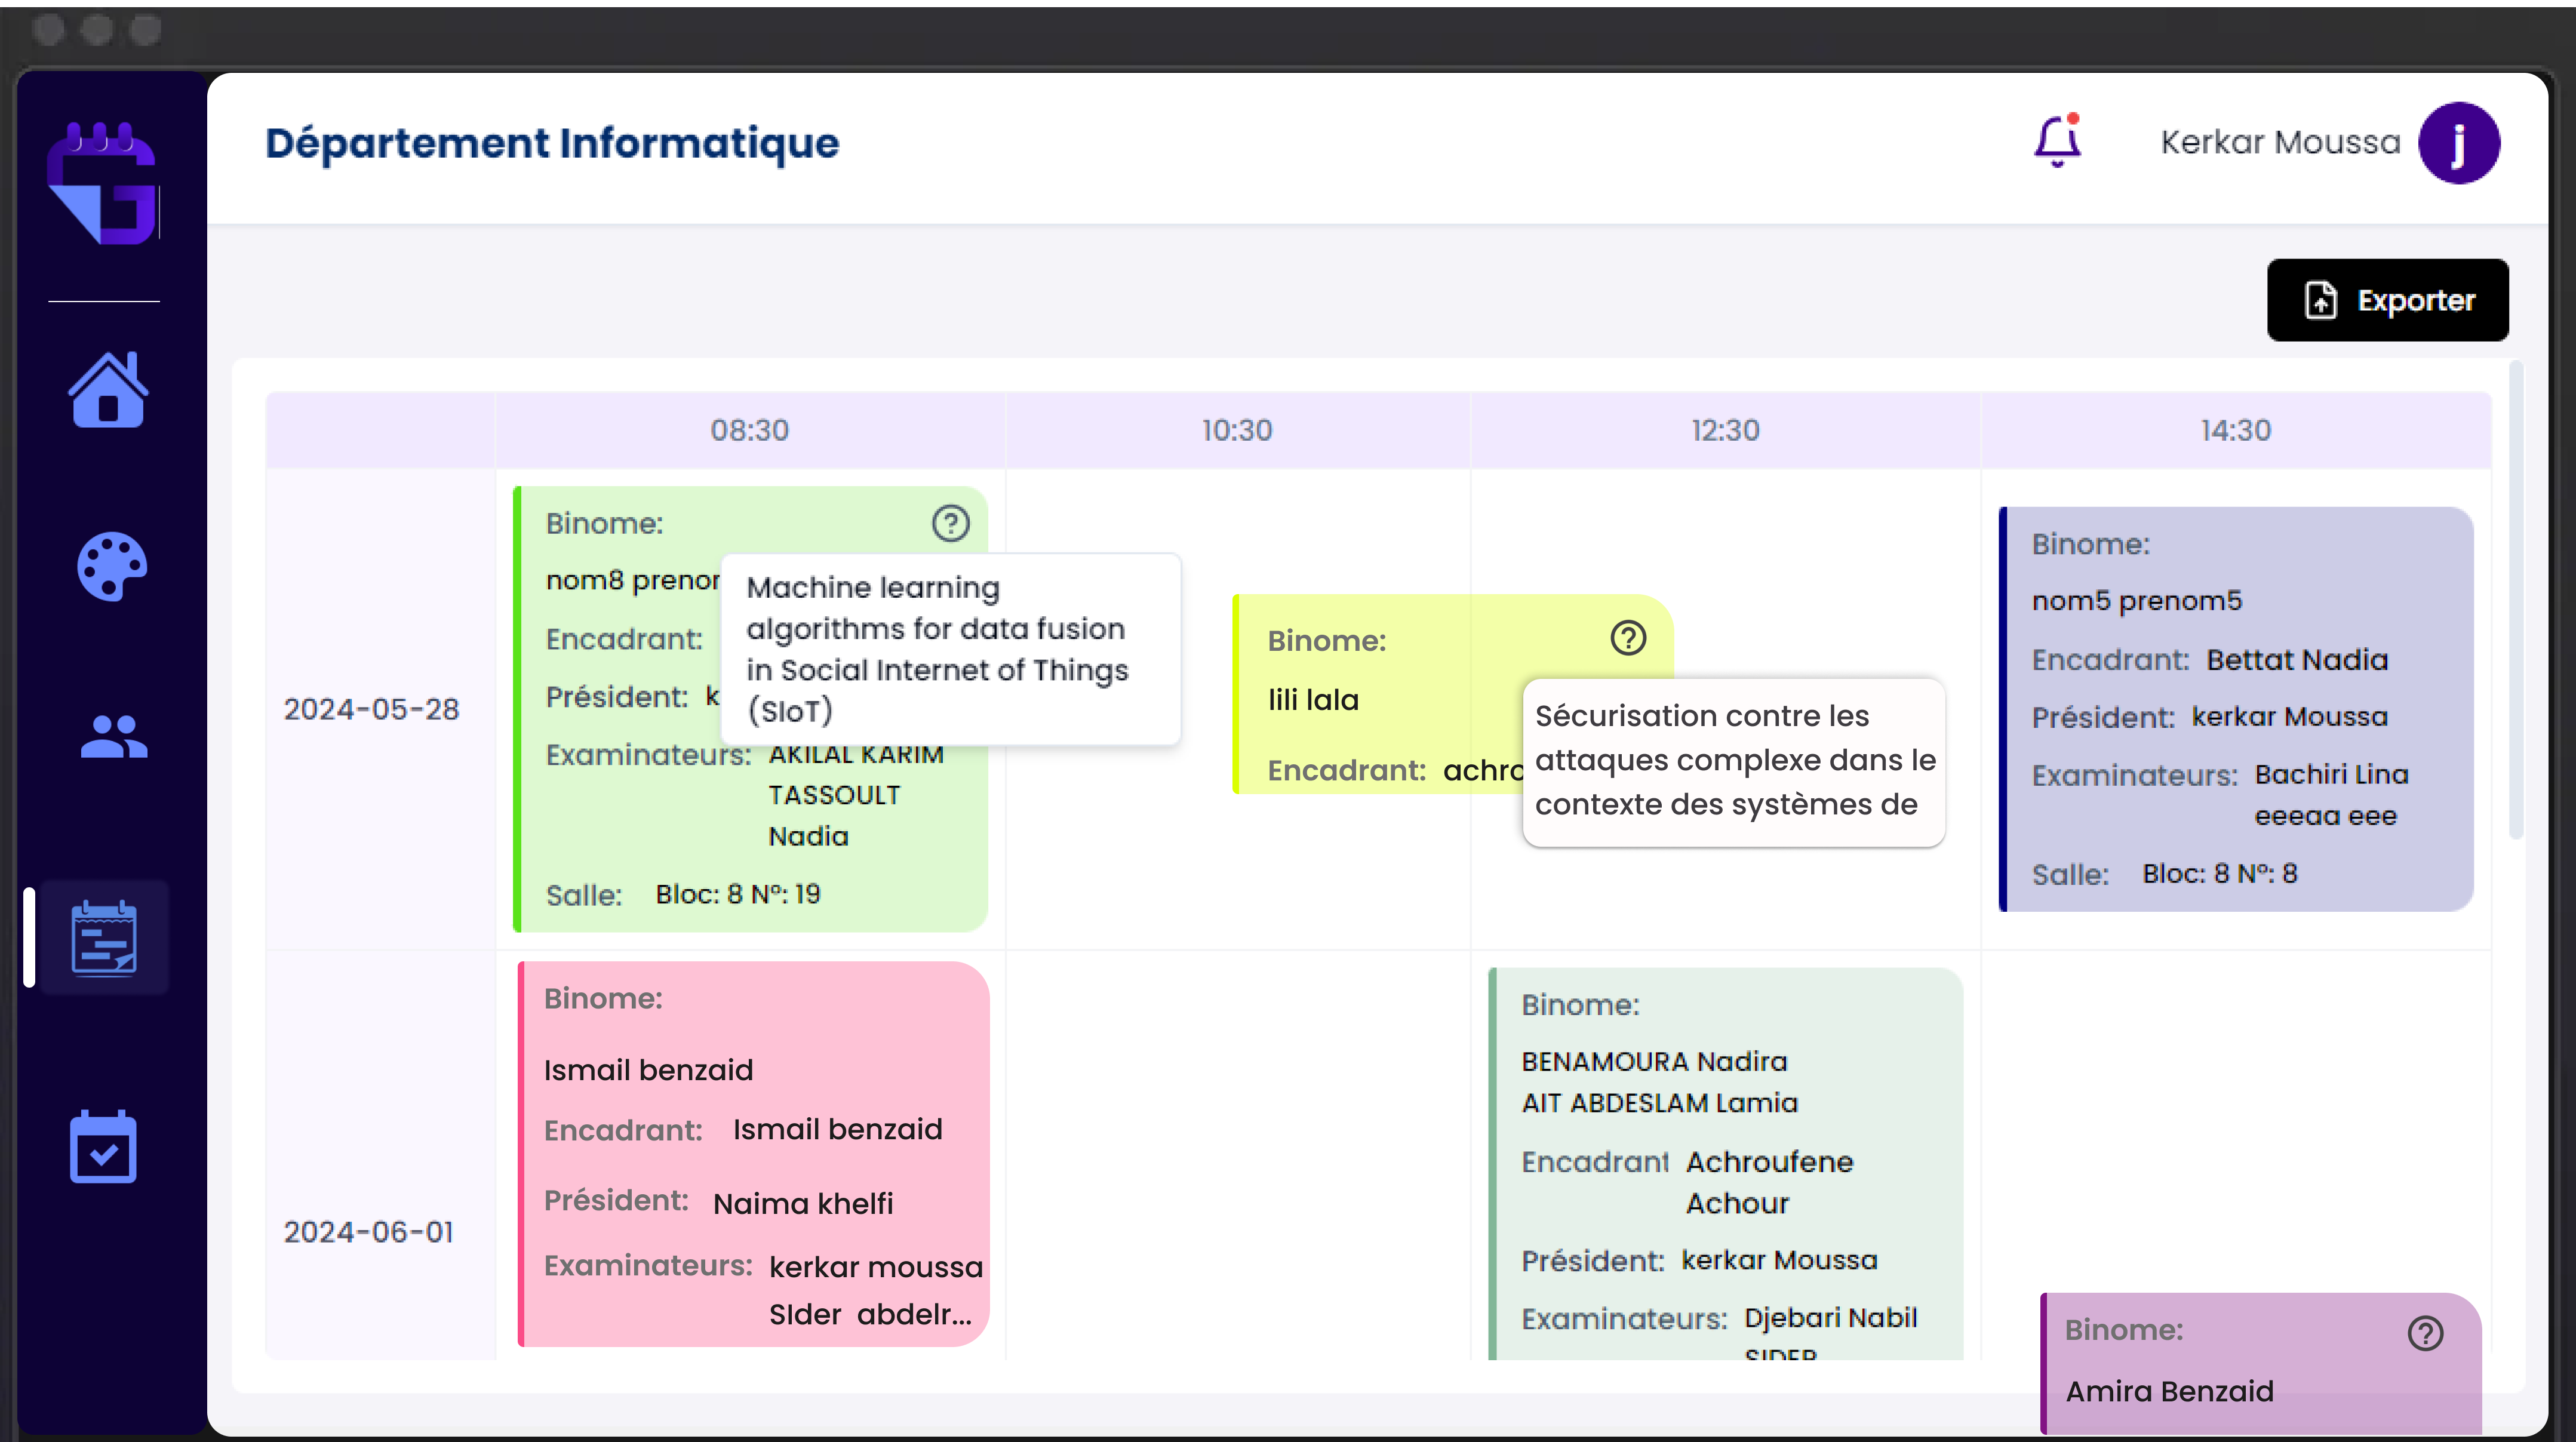 Département Informatique
Kerkar Moussa
j
Exporter
08:30
10:30
12:30
14:30
2024-05-28
Binome:
nom8
Encadrant:
Président:
Examinateurs: AKILAL KARIM
TASSOULT
Nadia
Salle: Bloc: 8 N°: 19
Machine learning
algorithms for data fusion
in Social Internet of Things
(SIoT)
Binome:
lili lala
Encadrant:
Sécurisation contre les
attaques complexe dans le
contexte des systèmes de
Binome:
nom5 prenom5
Encadrant: Bettat Nadia
Président: kerkar Moussa
Examinateurs: Bachiri Lina
eeeaa eee
Salle: Bloc: 8 N°: 8
2024-06-01
Binome:
Ismail benzaid
Encadrant: Ismail benzaid
Président: Naima khelfi
Examinateurs: kerkar moussa
SIder abdelr...
Binome:
BENAMOURA Nadira
AIT ABDESLAM Lamia
Encadrant Achroufene
Achour
Président: kerkar Moussa
Examinateurs: Djebari Nabil
SIDER
Binome:
Amira Benzaid